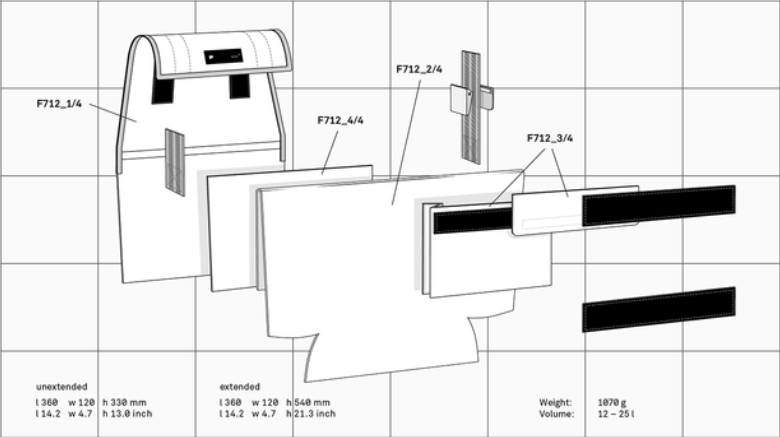 F712_1/4
F712_4/4
F712_2/4
F712_3/4
unextended
l 360 w 120 h 330 mm
l 14.2 w 4.7 h 13.0 inch
extended
l 360 w 120 h 540 mm
l 14.2 w 4.7 h 21.3 inch
Weight: 1070 g
Volume: 12 – 25 l